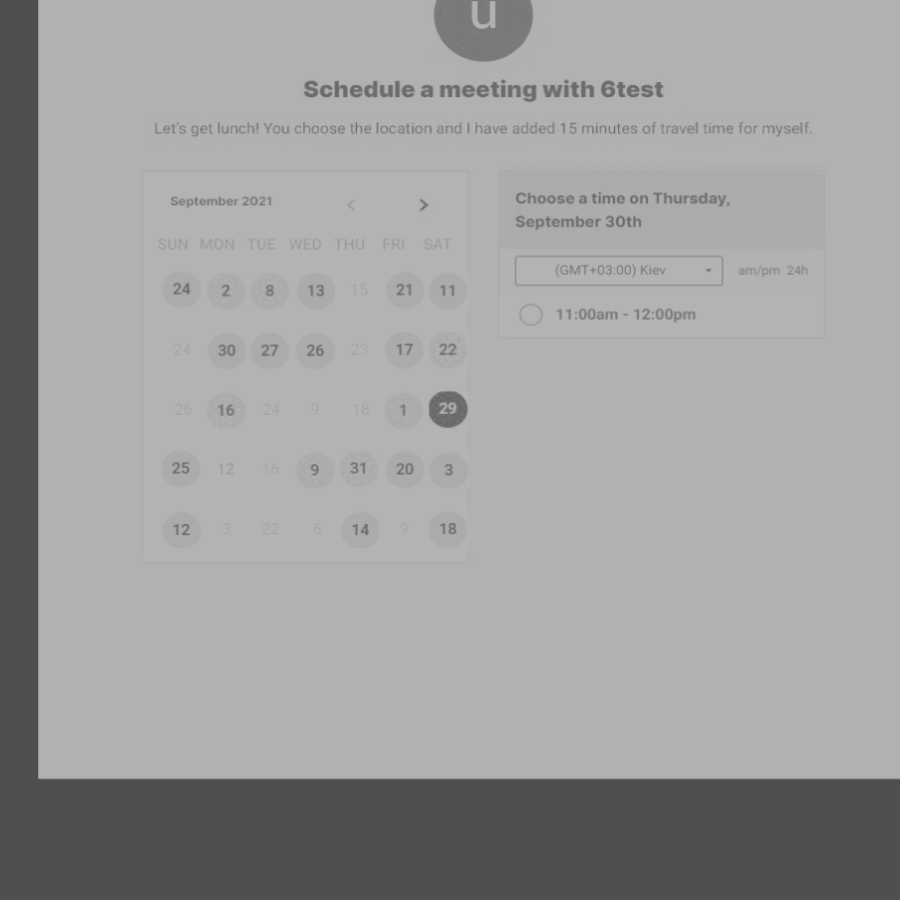 u
Schedule a meeting with 6test
Let's get lunch! You choose the location and I have added 15 minutes of travel time for myself.
September 2021
SUN MON TUE WED THU FRI SAT
24 2 8 13 15 21 11
24 30 27 26 23 17 22
26 16 24 9 18 1 29
25 12 16 9 31 20 3
12 3 22 6 14 9 18
Choose a time on Thursday,
September 30th
(GMT+03:00) Kiev am/pm 24h
11:00am - 12:00pm